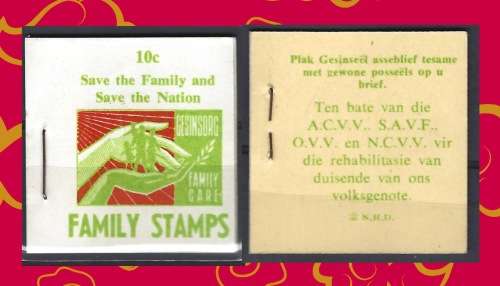 10c
Save the Family and
Save the Nation
GESINSORG
FAMILY
CARE
FAMILY STAMPS
Plak Gesinseël asseblief tesame
met gewone posseëls op u
brief.
Ten bate van die
A.C.V.V., S.A.V.F.,
O.V.V. en N.C.V.V. vir
die rehabilitasie van
duisende van ons
volksgenote.
N.H.D.